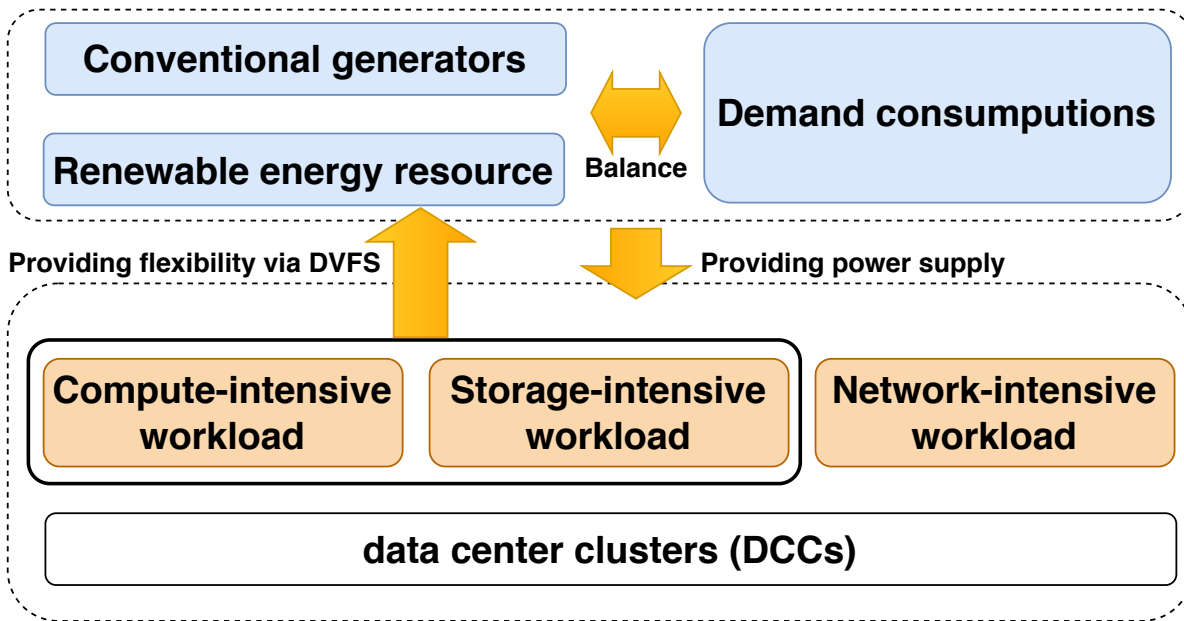 Conventional generators
Demand consumputions
Renewable energy resource
Balance
Providing flexibility via DVFS
Providing power supply
Compute-intensive
workload
Storage-intensive
workload
Network-intensive
workload
data center clusters (DCCs)